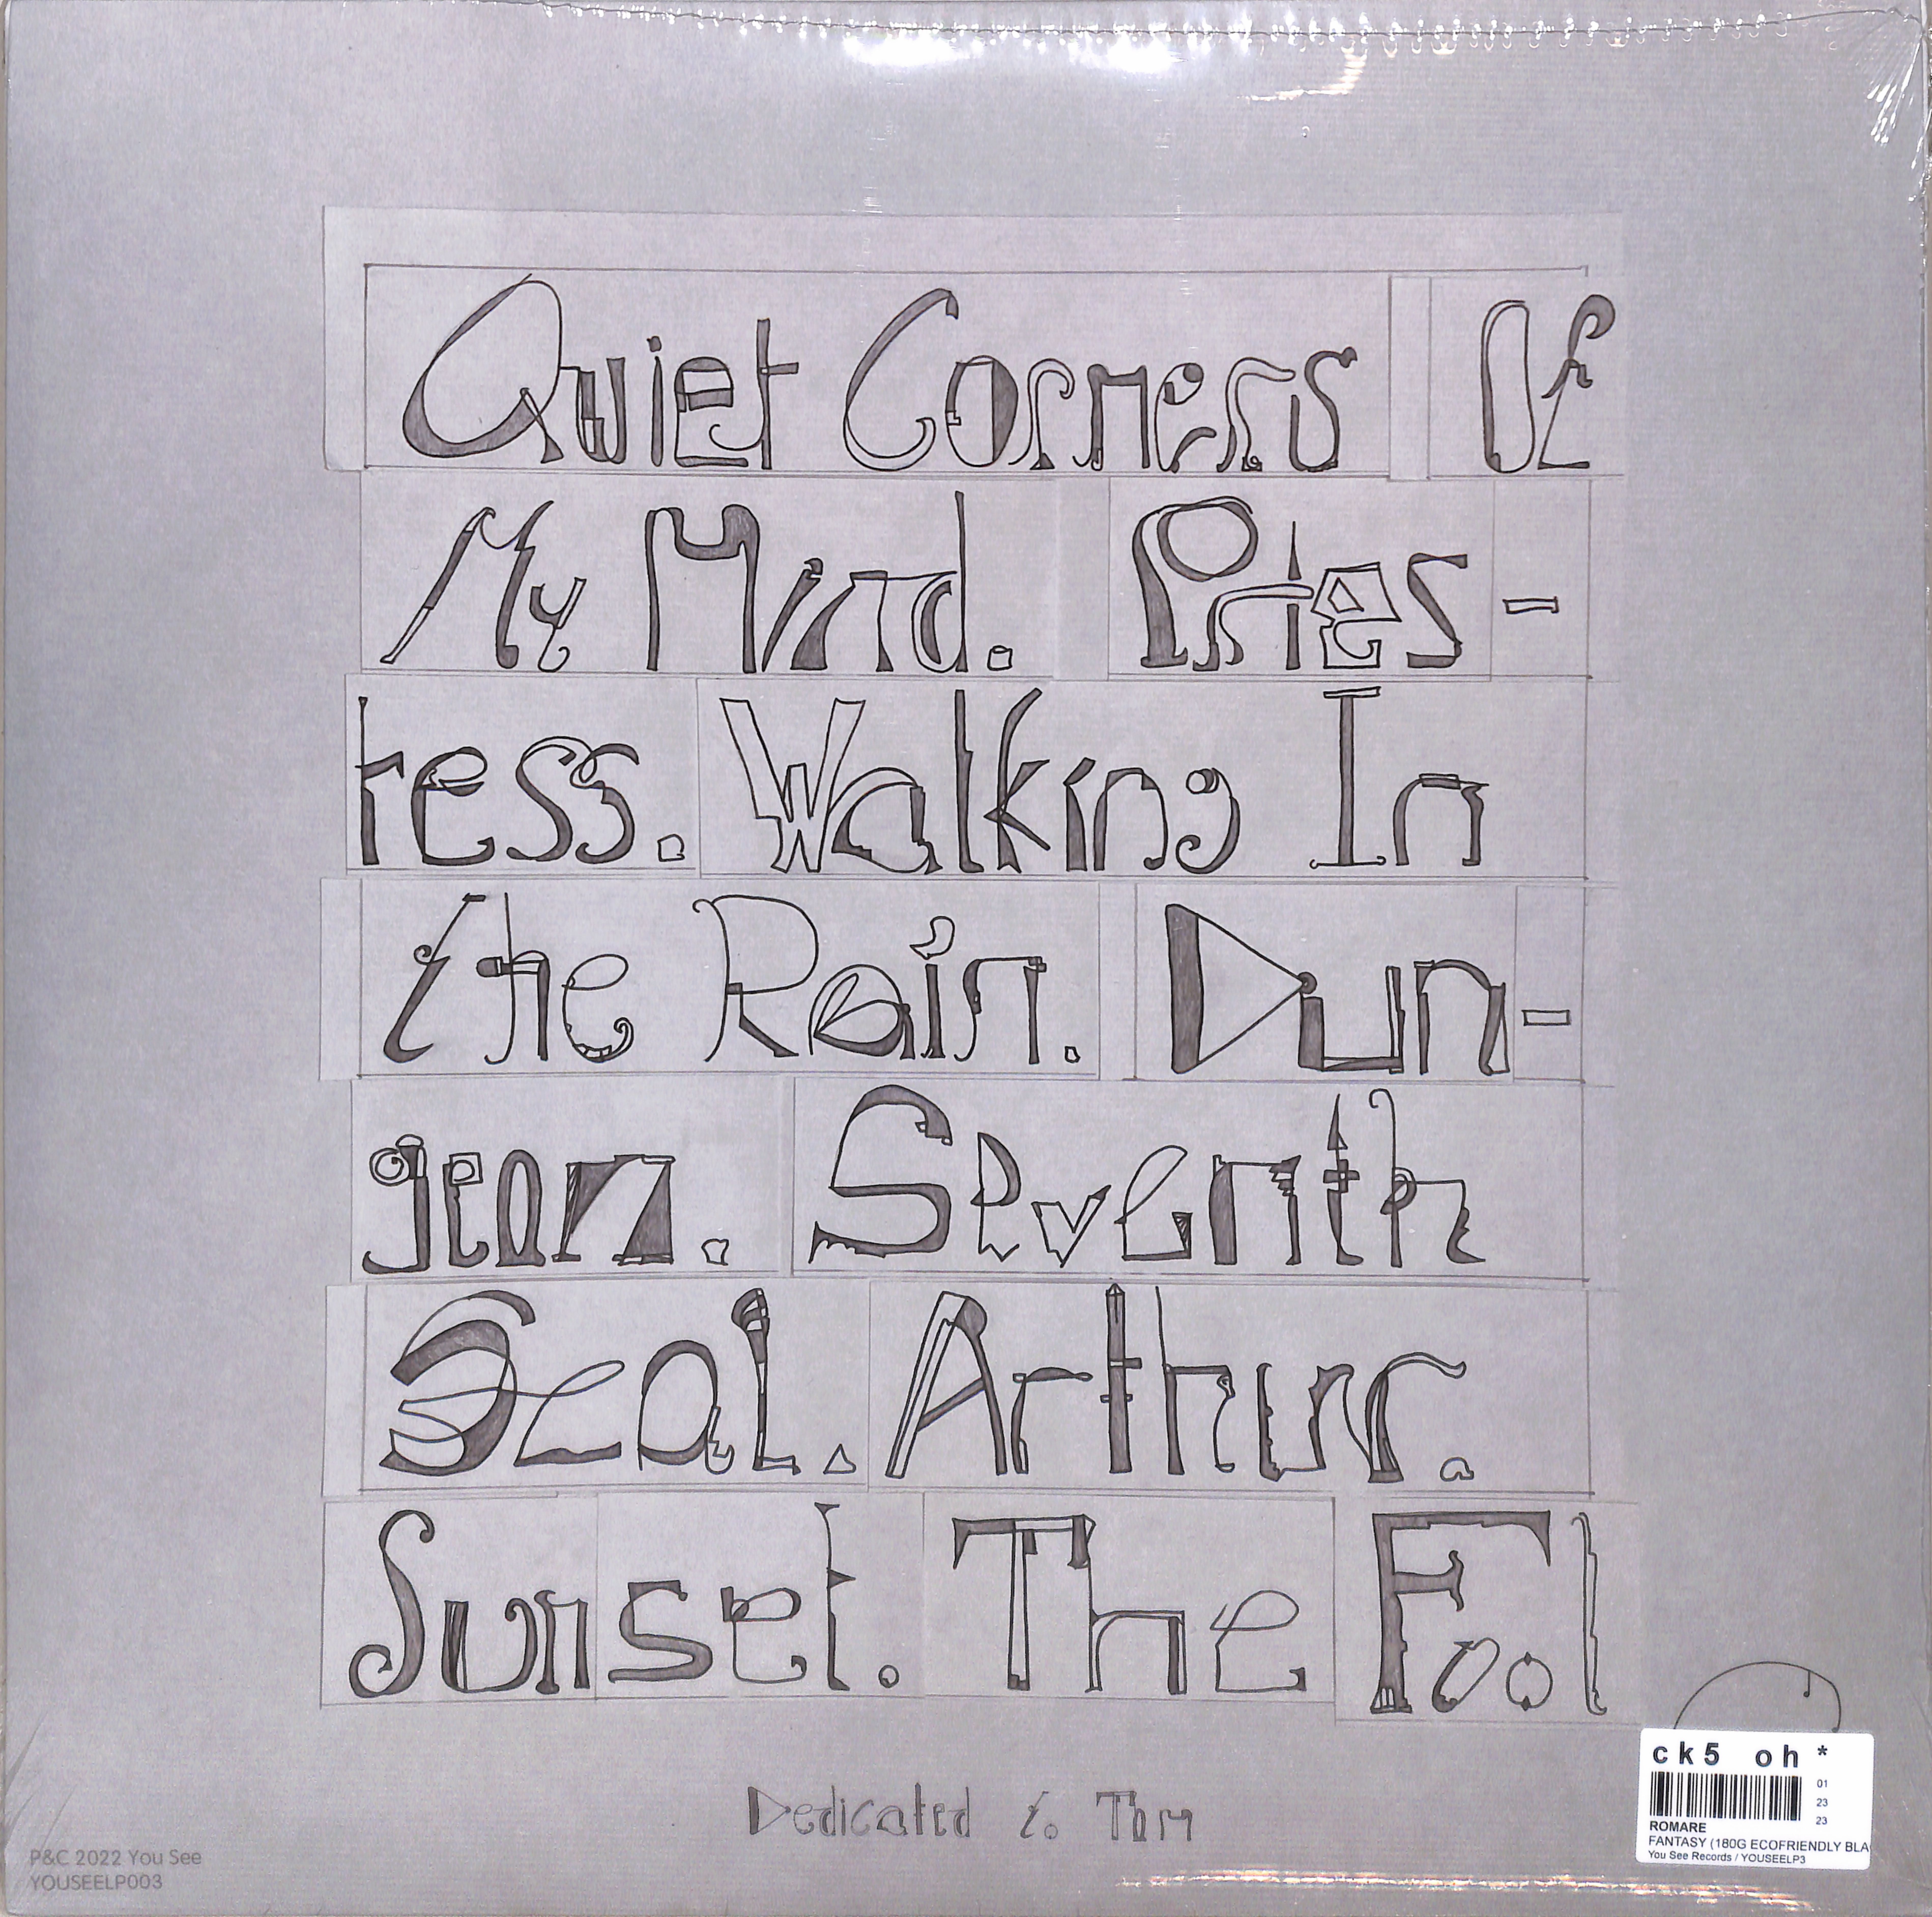 Quiet Corners Of
My Mind. Pries-
tess. Walking In
the Rain. Dun-
geon. Seventh
Seal. Arthur.
Sunset. The Fool
Dedicated to Tom
P&C 2022 You See
YOUSEELP003
ck5 oh *
01
23
23
ROMARE
FANTASY (180G ECOFRIENDLY BLA
You See Records / YOUSEELP3